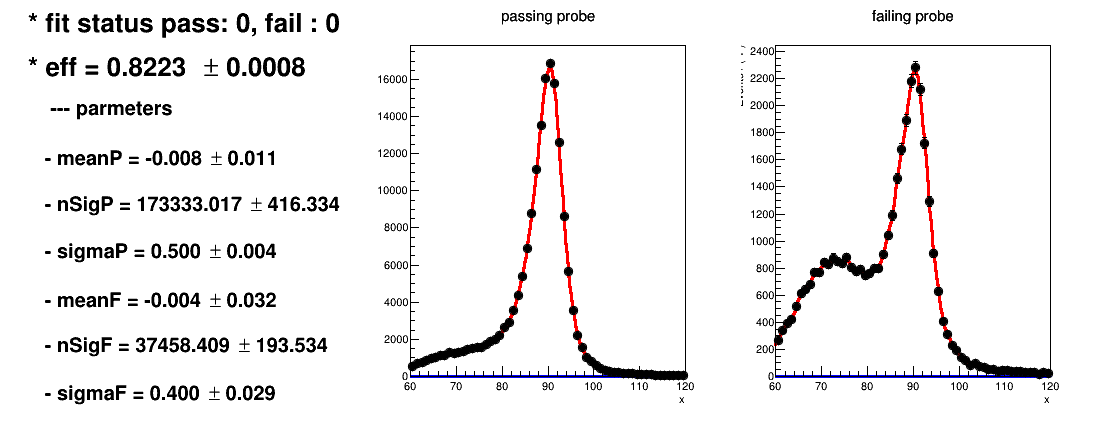 * fit status pass: 0, fail : 0
* eff = 0.8223 ± 0.0008
--- parmeters
- meanP = -0.008 ± 0.011
- nSigP = 173333.017 ± 416.334
- sigmaP = 0.500 ± 0.004
- meanF = -0.004 ± 0.032
- nSigF = 37458.409 ± 193.534
- sigmaF = 0.400 ± 0.029
passing probe
16000
14000
12000
10000
8000
6000
4000
2000
0
60 70 80 90 100 110 120
x
failing probe
2400
2200
2000
1800
1600
1400
1200
1000
800
600
400
200
0
60 70 80 90 100 110 120
x